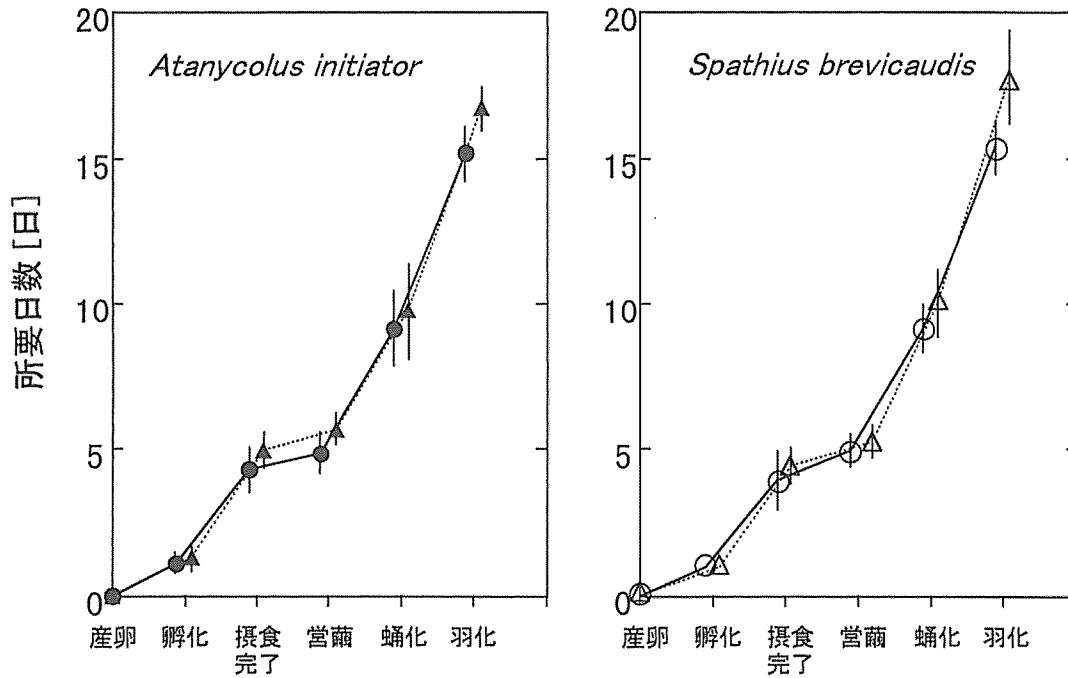 所要日数 [日]
20
15
10
5
0
Atanycolus initiator
産卵
孵化
摂食
完了
営繭
蛹化
羽化
20
15
10
5
0
Spathius brevicaudis
産卵
孵化
摂食
完了
営繭
蛹化
羽化